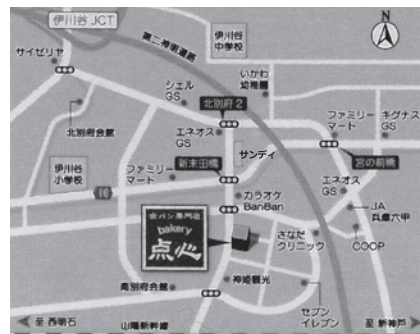 伊川谷 JCT
第二神明道路
伊川谷
中学校
N
サイゼリヤ
いかわ
幼稚園
シェル
GS
北別府 2
ファミリー
マート
キグナス
GS
北別府会館
エネオス
GS
サンディ
宮の前橋
伊川谷
小学校
ファミリー
マート
新末田橋
エネオス
GS
16
カラオケ
BanBan
JA
兵庫六甲
食パン専門店
bakery
点心
さなだ
クリニック
COOP
南別府会館
神姫観光
セブン
イレブン
至 西明石
山陽新幹線
至 新神戸